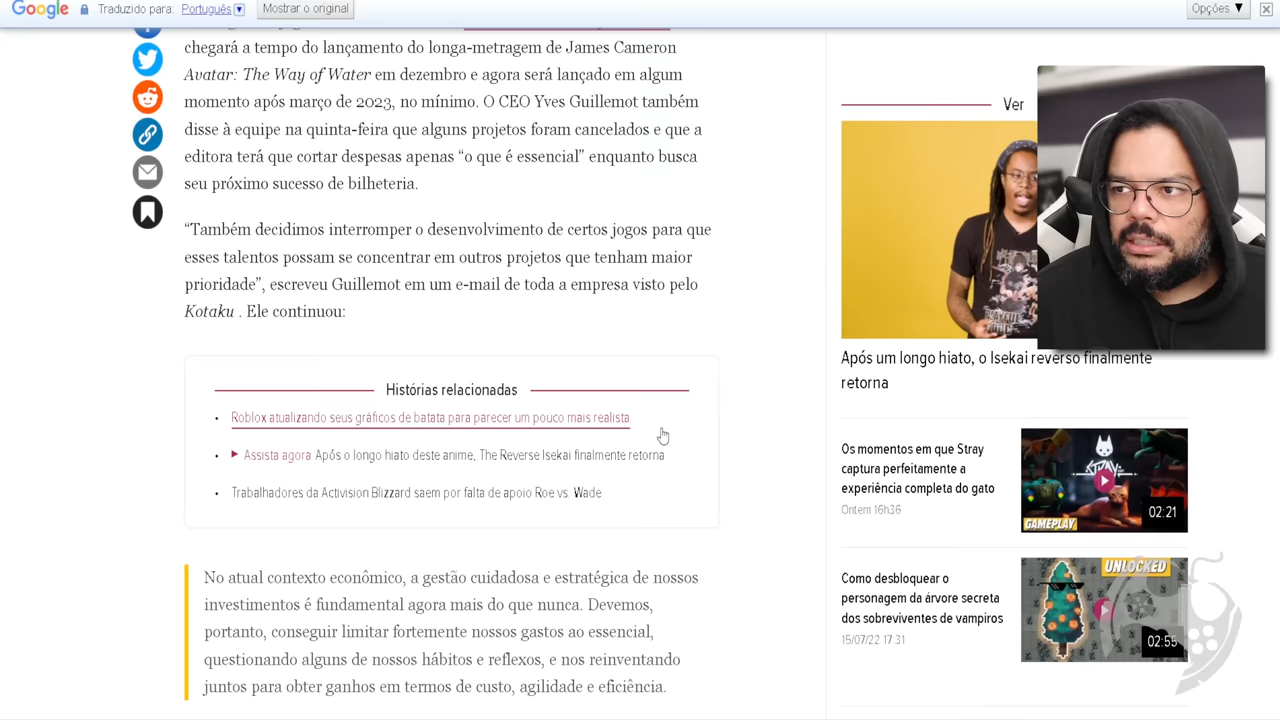 Google
Traduzido para: Português
Mostrar o original
Opções ▼
chegará a tempo do lançamento do longa-metragem de James Cameron
Avatar: The Way of Water em dezembro e agora será lançado em algum
momento após março de 2023, no mínimo. O CEO Yves Guillemot também
disse à equipe na quinta-feira que alguns projetos foram cancelados e que a
editora terá que cortar despesas apenas “o que é essencial” enquanto busca
seu próximo sucesso de bilheteria.
“Também decidimos interromper o desenvolvimento de certos jogos para que
esses talentos possam se concentrar em outros projetos que tenham maior
prioridade”, escreveu Guillemot em um e-mail de toda a empresa visto pelo
Kotaku . Ele continuou:
Histórias relacionadas
• Roblox atualizando seus gráficos de batata para parecer um pouco mais realista
• Assista agora Após o longo hiato deste anime, The Reverse Isekai finalmente retorna
• Trabalhadores da Activision Blizzard saem por falta de apoio Roe vs. Wade
No atual contexto econômico, a gestão cuidadosa e estratégica de nossos
investimentos é fundamental agora mais do que nunca. Devemos,
portanto, conseguir limitar fortemente nossos gastos ao essencial,
questionando alguns de nossos hábitos e reflexos, e nos reinventando
juntos para obter ganhos em termos de custo, agilidade e eficiência.
Ver
Após um longo hiato, o Isekai reverso finalmente
retorna
Os momentos em que Stray
captura perfeitamente a
experiência completa do gato
Ontem 16h36
STRAY
GAMEPLAY
02:21
Como desbloquear o
personagem da árvore secreta
dos sobreviventes de vampiros
15/07/22 17:31
UNLOCKED
02:55